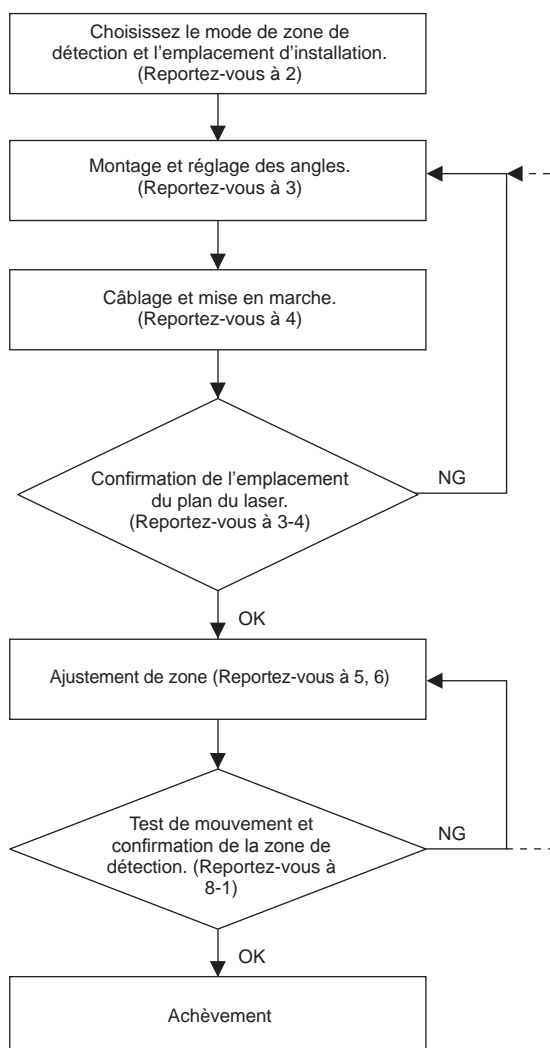 Choisissez le mode de zone de
détection et l’emplacement d’installation.
(Reportez-vous à 2)
Montage et réglage des angles.
(Reportez-vous à 3)
Câblage et mise en marche.
(Reportez-vous à 4)
Confirmation de l’emplacement
du plan du laser.
(Reportez-vous à 3-4)
NG
OK
Ajustement de zone (Reportez-vous à 5, 6)
Test de mouvement et
confirmation de la zone de
détection. (Reportez-vous à
8-1)
NG
OK
Achèvement